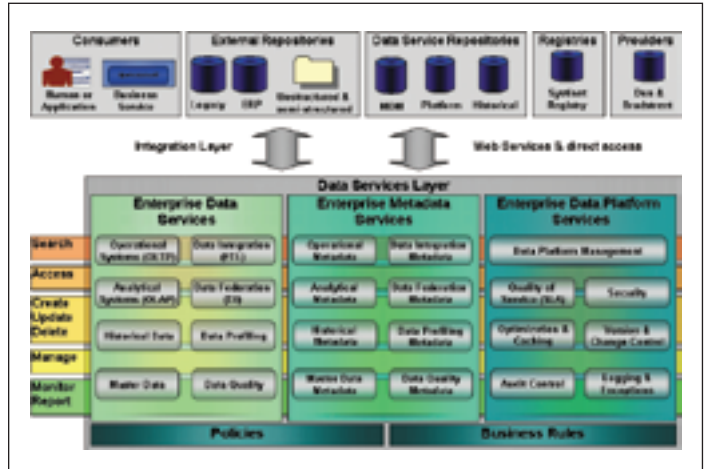 Consumers
External Repositories
Data Service Repositories
Registries
Providers
Human or
Application
Business
Service
Legacy
ERP
Unstructured &
semi-structured
MDM
Platform
Historical
Registry
Dun &
Bradstreet
Integration Layer
Web Services & direct access
Data Services Layer
Enterprise Data
Services
Enterprise Metadata
Services
Enterprise Data Platform
Services
Search
Access
Create
Update
Delete
Manage
Monitor
Report
Operational
Systems (OLTP)
Data Integration
(ETL)
Analytical
Systems (OLAP)
Data Federation
(EII)
Historical Data
Data Profiling
Master Data
Data Quality
Operational
Metadata
Data Integration
Metadata
Analytical
Metadata
Data Federation
Metadata
Historical
Metadata
Data Profiling
Metadata
Master Data
Metadata
Data Quality
Metadata
Data Platform Management
Quality of
Service (SLA)
Security
Optimization &
Caching
Version &
Change Control
Audit Control
Logging &
Exceptions
Policies
Business Rules